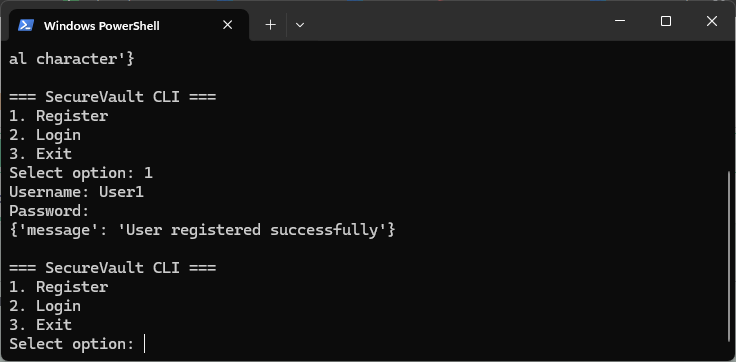 Windows PowerShell
al character'}
=== SecureVault CLI ===
1. Register
2. Login
3. Exit
Select option: 1
Username: User1
Password:
{'message': 'User registered successfully'}
=== SecureVault CLI ===
1. Register
2. Login
3. Exit
Select option: